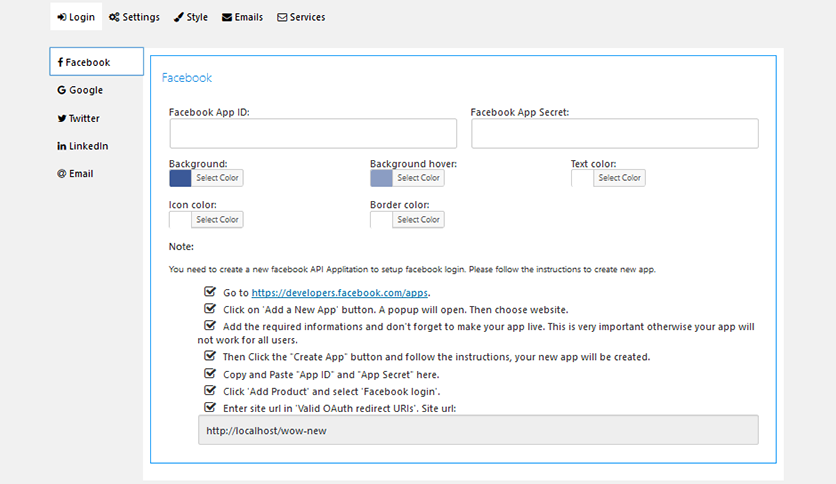 Login Settings Style Emails Services
Facebook
Google
Twitter
LinkedIn
Email
Facebook
Facebook App ID: Facebook App Secret:
Background: Background hover: Text color:
Select Color Select Color Select Color
Icon color: Border color:
Select Color Select Color
Note:
You need to create a new facebook API Applitation to setup facebook login. Please follow the instructions to create new app.
Go to https://developers.facebook.com/apps.
Click on 'Add a New App' button. A popup will open. Then choose website.
Add the required informations and don't forget to make your app live. This is very important otherwise your app will
not work for all users.
Then Click the "Create App" button and follow the instructions, your new app will be created.
Copy and Paste "App ID" and "App Secret" here.
Click 'Add Product' and select 'Facebook login'.
Enter site url in 'Valid OAuth redirect URIs'. Site url:
http://localhost/wow-new